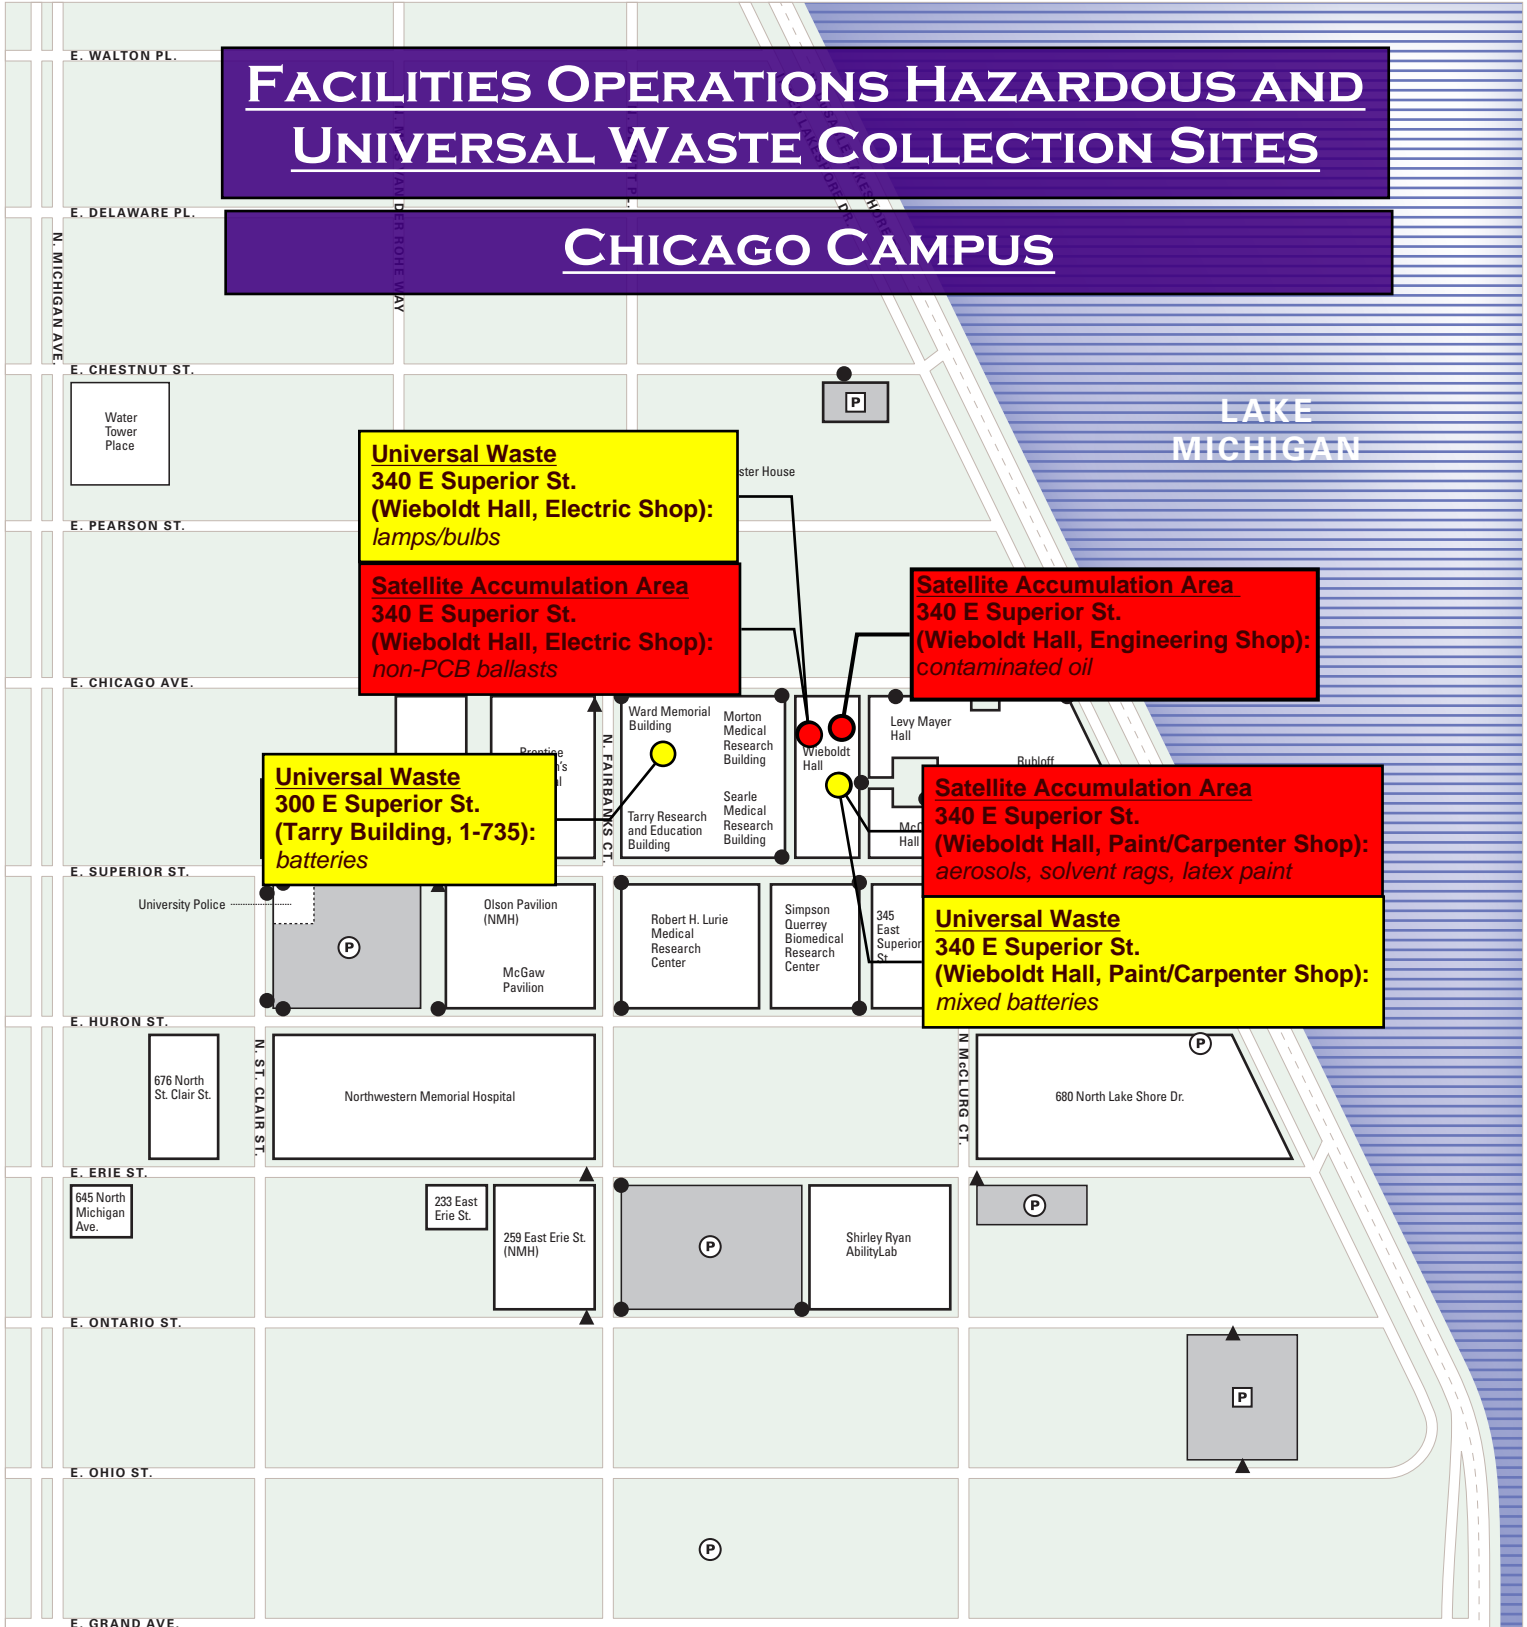 E. WALTON PL.
FACILITIES OPERATIONS HAZARDOUS AND
UNIVERSAL WASTE COLLECTION SITES
E. DELAWARE PL.
CHICAGO CAMPUS
N. MICHIGAN AVE.
E. CHESTNUT ST.
P
Water
Tower
Place
LAKE
MICHIGAN
Universal Waste
340 E Superior St.
(Wieboldt Hall, Electric Shop):
lamps/bulbs
ster House
E. PEARSON ST.
Satellite Accumulation Area
340 E Superior St.
(Wieboldt Hall, Electric Shop):
non-PCB ballasts
Satellite Accumulation Area
340 E Superior St.
(Wieboldt Hall, Engineering Shop):
contaminated oil
E. CHICAGO AVE.
Ward Memorial
Building
Morton
Medical
Research
Building
Wieboldt
Hall
Levy Mayer
Hall
Rubloff
Prentice
N. FAIRBANKS CT.
Universal Waste
300 E Superior St.
(Tarry Building, 1-735):
batteries
Tarry Research
and Education
Building
Searle
Medical
Research
Building
McC
Hall
Satellite Accumulation Area
340 E Superior St.
(Wieboldt Hall, Paint/Carpenter Shop):
aerosols, solvent rags, latex paint
E. SUPERIOR ST.
University Police
P
Olson Pavilion
(NMH)
McGaw
Pavilion
Robert H. Lurie
Medical
Research
Center
Simpson
Querrey
Biomedical
Research
Center
345
East
Superior
St.
Universal Waste
340 E Superior St.
(Wieboldt Hall, Paint/Carpenter Shop):
mixed batteries
E. HURON ST.
676 North
St. Clair St.
N. ST. CLAIR ST.
Northwestern Memorial Hospital
N McCLURG CT.
P
680 North Lake Shore Dr.
E. ERIE ST.
645 North
Michigan
Ave.
233 East
Erie St.
259 East Erie St.
(NMH)
P
Shirley Ryan
AbilityLab
P
E. ONTARIO ST.
P
E. OHIO ST.
P
E. GRAND AVE.